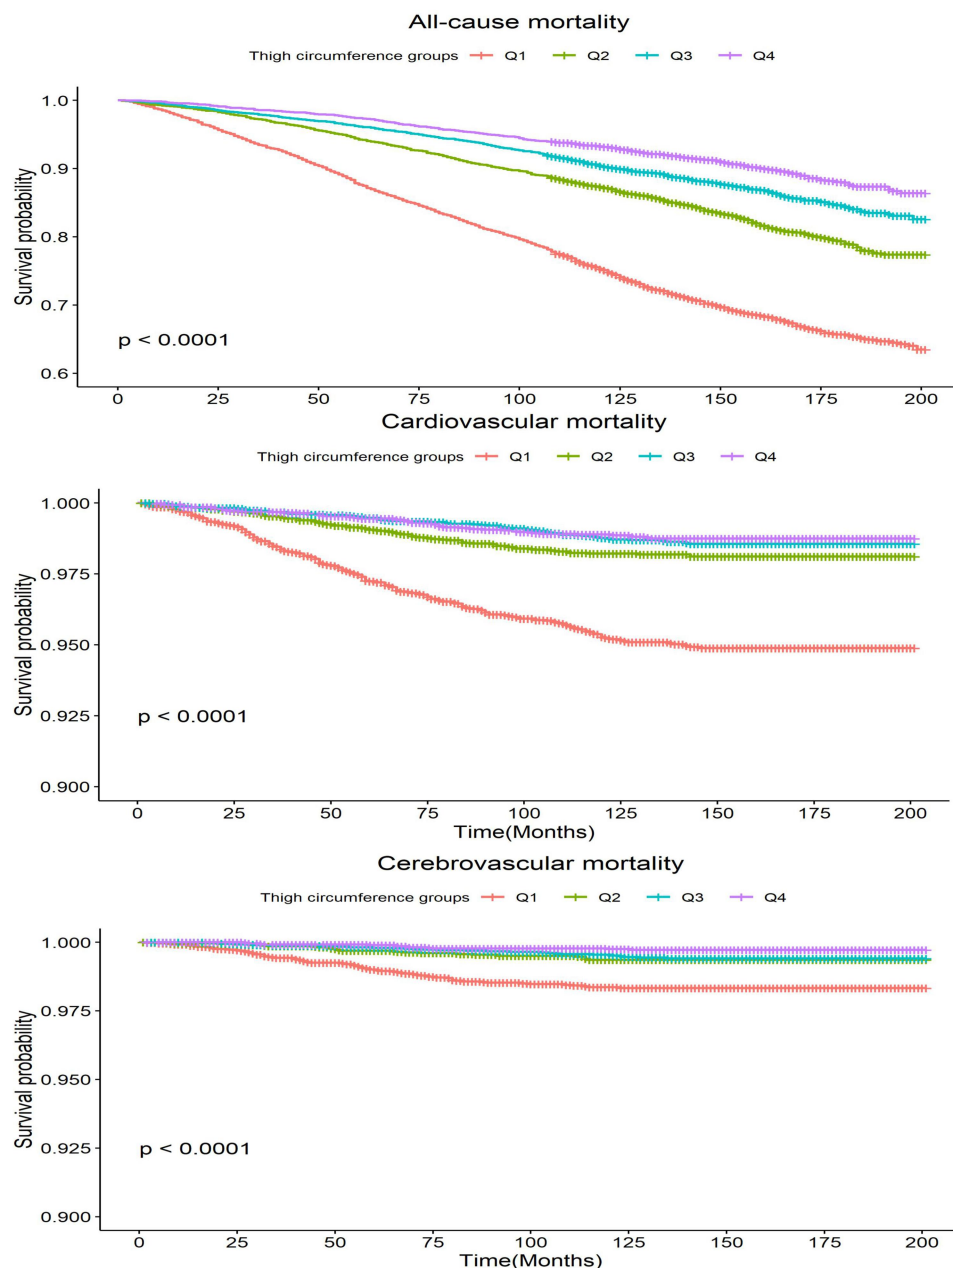 All-cause mortality
Thigh circumference groups Q1 Q2 Q3 Q4
Survival probability
1.0
0.9
0.8
0.7
0.6
p < 0.0001
0 25 50 75 100 125 150 175 200
Cardiovascular mortality
Thigh circumference groups Q1 Q2 Q3 Q4
Survival probability
1.000
0.975
0.950
0.925
0.900
p < 0.0001
0 25 50 75 100 125 150 175 200
Time(Months)
Cerebrovascular mortality
Thigh circumference groups Q1 Q2 Q3 Q4
Survival probability
1.000
0.975
0.950
0.925
0.900
p < 0.0001
0 25 50 75 100 125 150 175 200
Time(Months)